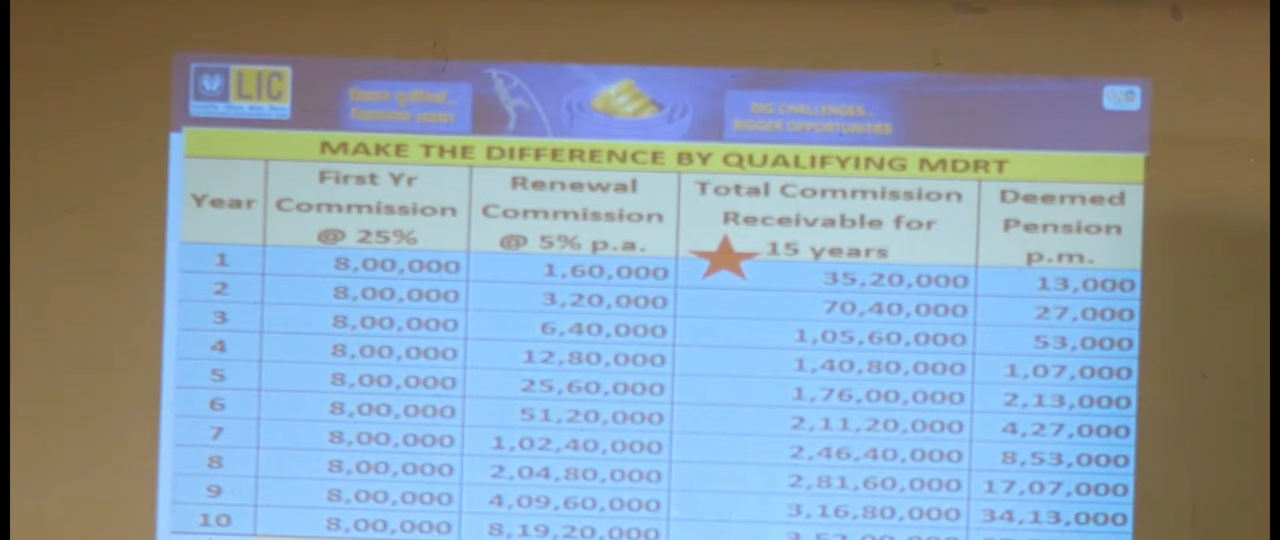 LIC
BIG CHALLENGES...
BIGGER OPPORTUNITIES
MAKE THE DIFFERENCE BY QUALIFYING MDRT
Year First Yr Commission @ 25% Renewal Commission @ 5% p.a. Total Commission Receivable for 15 years Deemed Pension p.m.
1 8,00,000 1,60,000 35,20,000 13,000
2 8,00,000 3,20,000 70,40,000 27,000
3 8,00,000 6,40,000 1,05,60,000 53,000
4 8,00,000 12,80,000 1,40,80,000 1,07,000
5 8,00,000 25,60,000 1,76,00,000 2,13,000
6 8,00,000 51,20,000 2,11,20,000 4,27,000
7 8,00,000 1,02,40,000 2,46,40,000 8,53,000
8 8,00,000 2,04,80,000 2,81,60,000 17,07,000
9 8,00,000 4,09,60,000 3,16,80,000 34,13,000
10 8,00,000 8,19,20,000